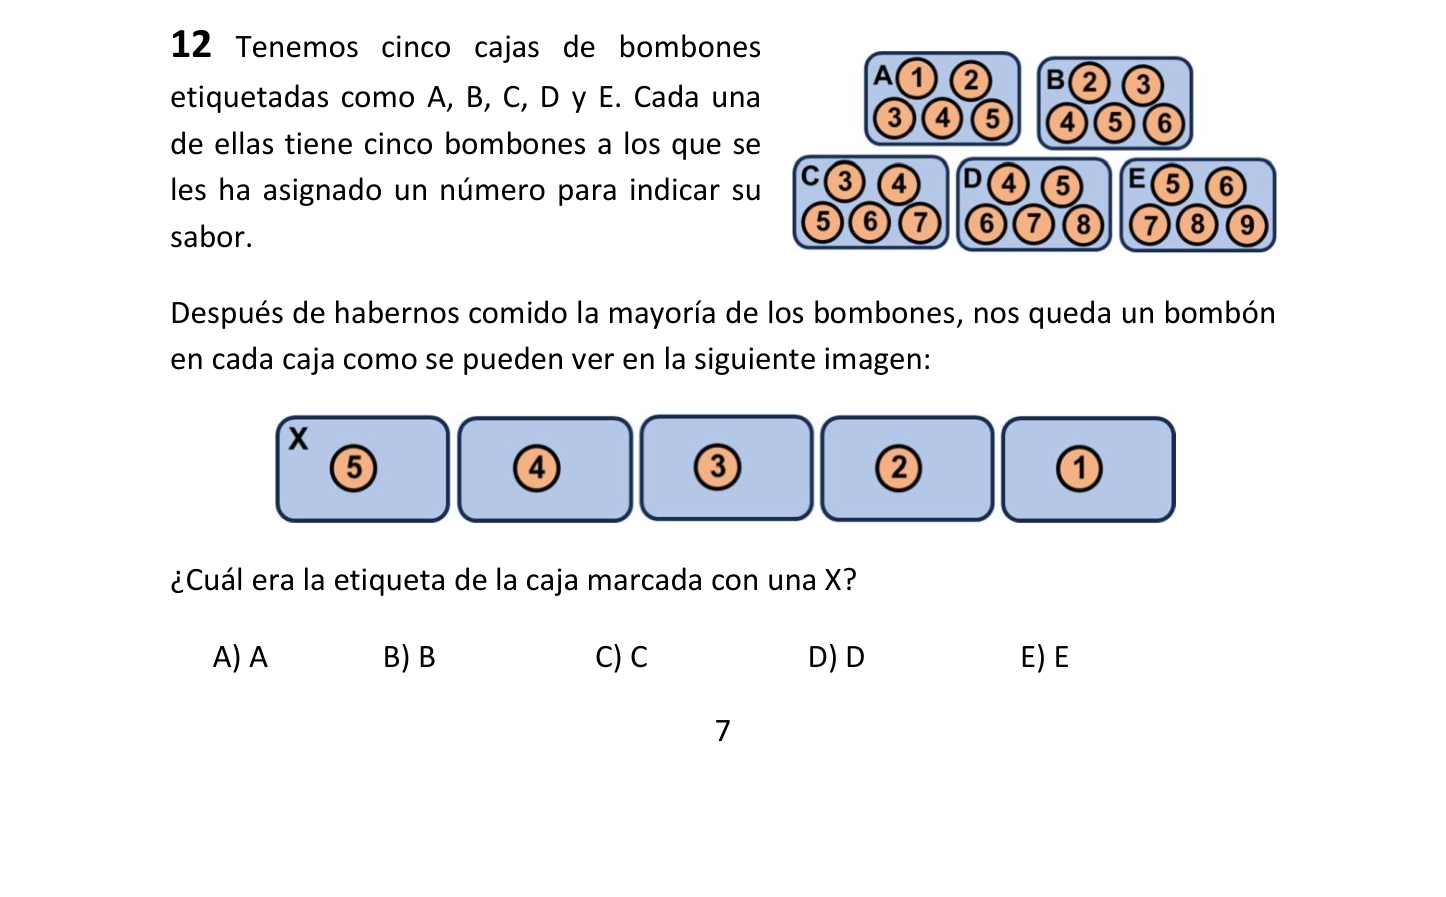 12 Tenemos cinco cajas de bombones
etiquetadas como A, B, C, D y E. Cada una
de ellas tiene cinco bombones a los que se
les ha asignado un número para indicar su
sabor.
A 1 2
3 4 5
B 2 3
4 5 6
C 3 4
5 6 7
D 4 5
6 7 8
E 5 6
7 8 9
Después de habernos comido la mayoría de los bombones, nos queda un bombón
en cada caja como se pueden ver en la siguiente imagen:
X 5 4 3 2 1
¿Cuál era la etiqueta de la caja marcada con una X?
A) A B) B C) C D) D E) E
7